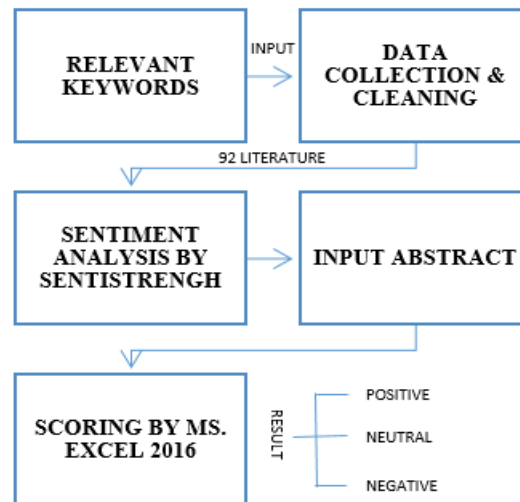 RELEVANT
KEYWORDS
INPUT
DATA
COLLECTION &
CLEANING
92 LITERATURE
SENTIMENT
ANALYSIS BY
SENTISTRENGH
INPUT ABSTRACT
SCORING BY MS.
EXCEL 2016
RESULT
POSITIVE
NEUTRAL
NEGATIVE